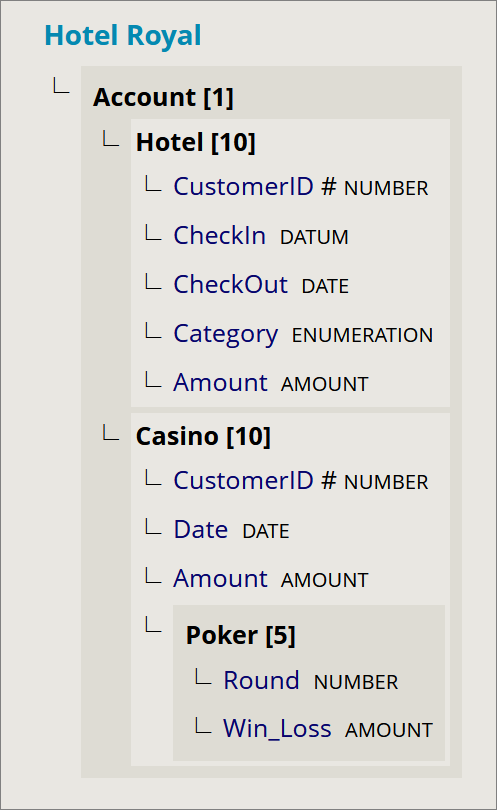 Hotel Royal
Account [1]
Hotel [10]
CustomerID # NUMBER
CheckIn DATUM
CheckOut DATE
Category ENUMERATION
Amount AMOUNT
Casino [10]
CustomerID # NUMBER
Date DATE
Amount AMOUNT
Poker [5]
Round NUMBER
Win_Loss AMOUNT